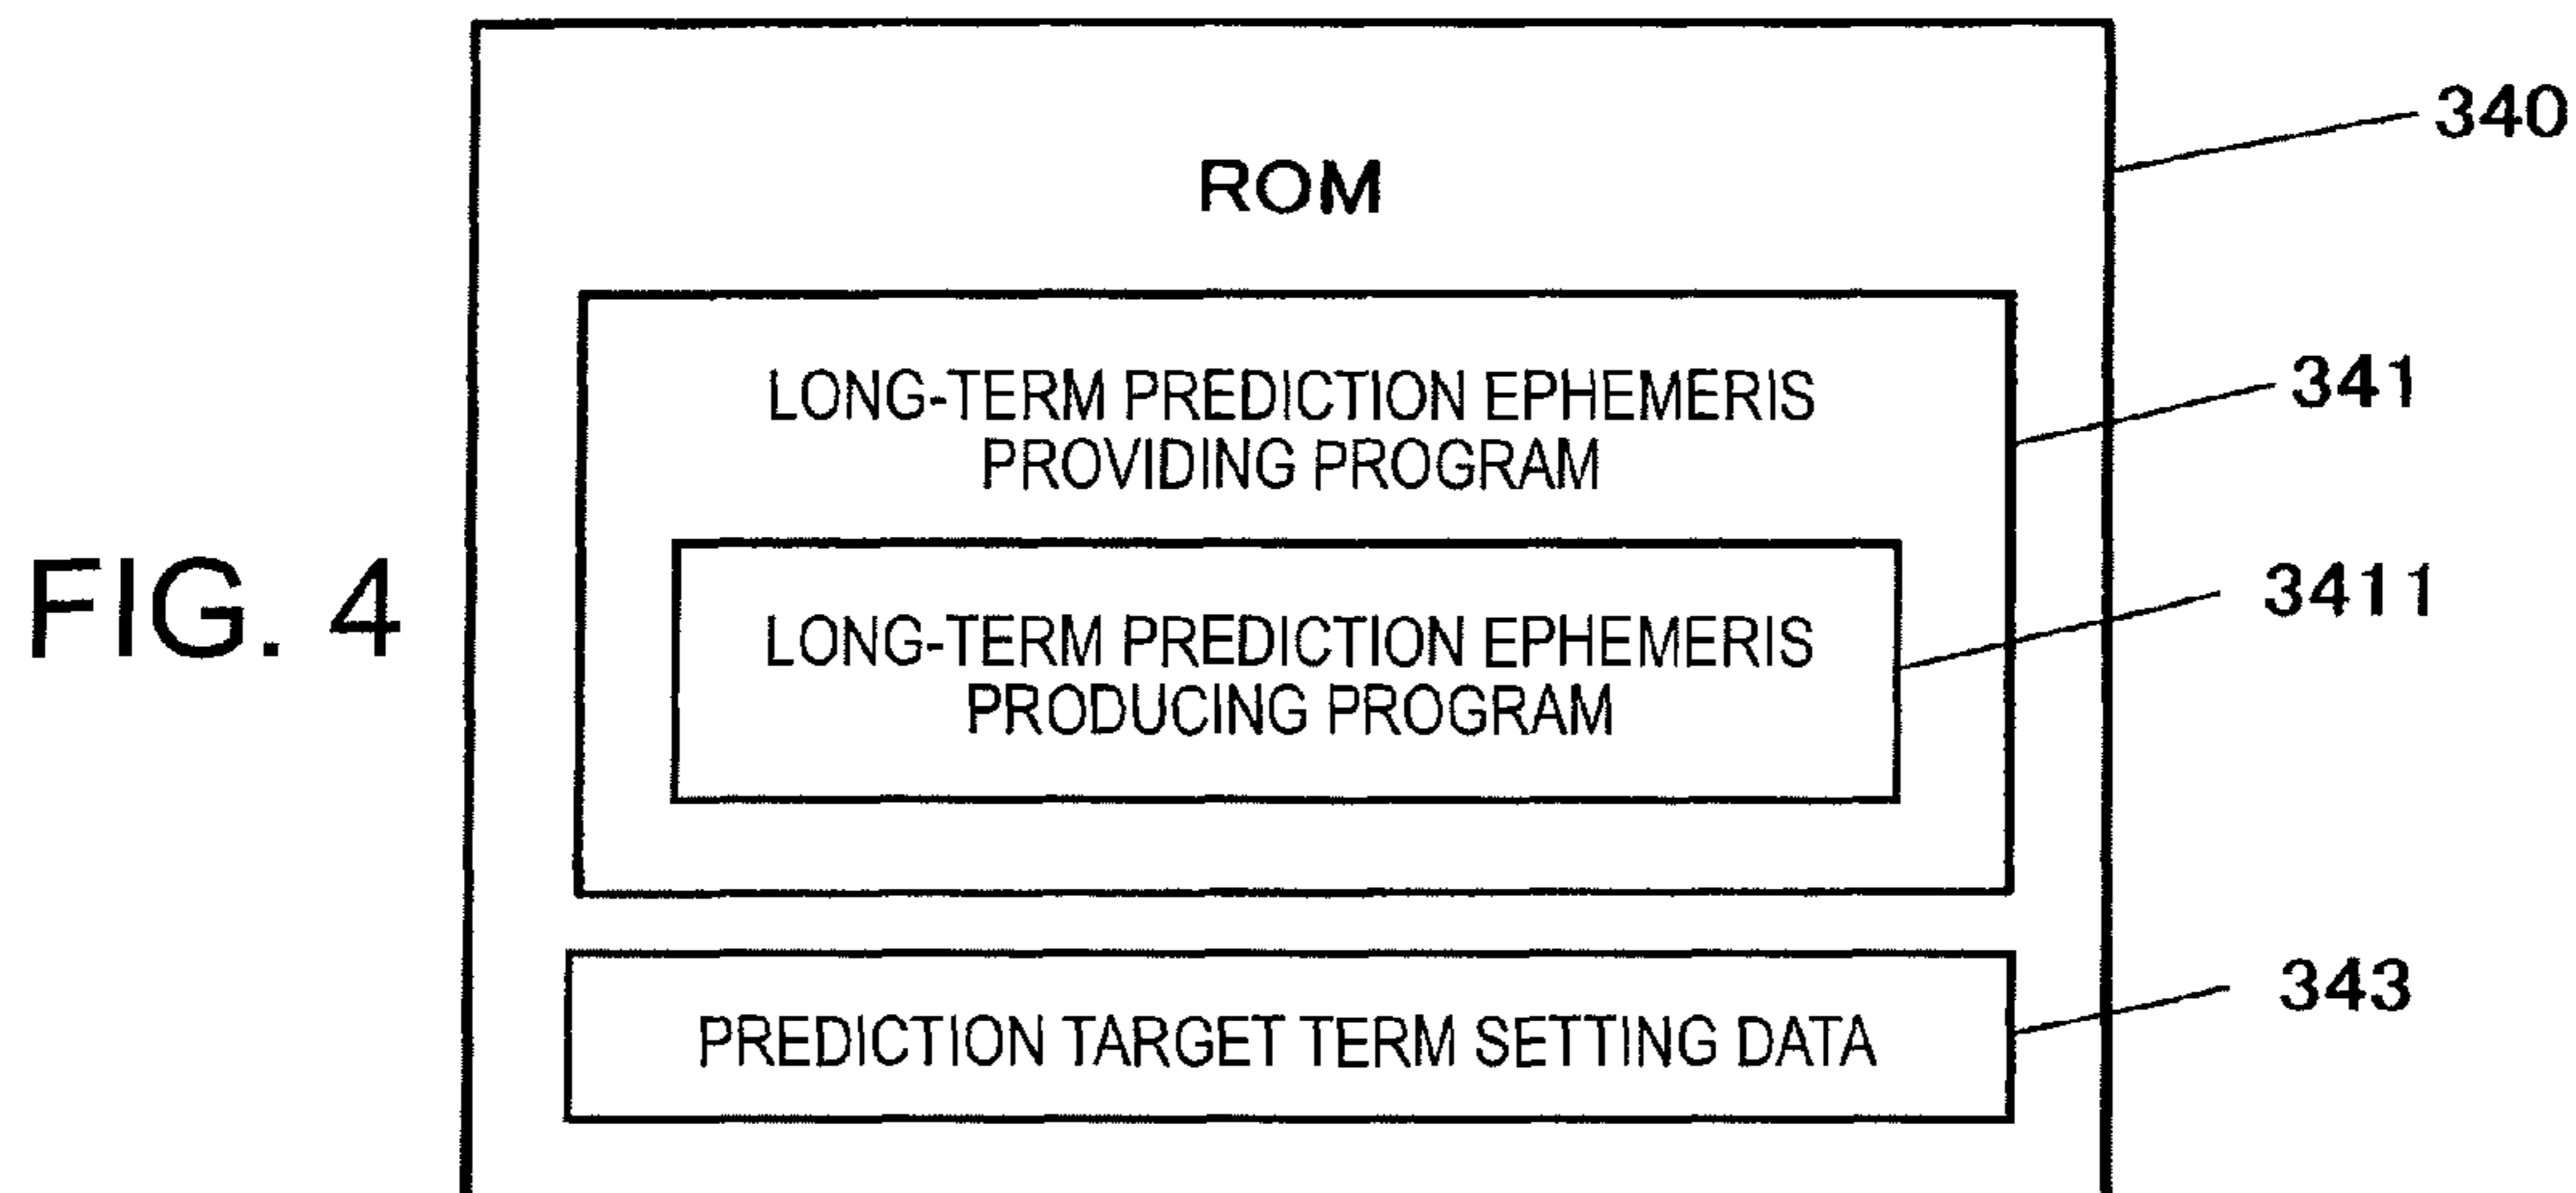 340
ROM
LONG-TERM PREDICTION EPHEMERIS
PROVIDING PROGRAM
341
LONG-TERM PREDICTION EPHEMERIS
PRODUCING PROGRAM
3411
FIG. 4
PREDICTION TARGET TERM SETTING DATA
343